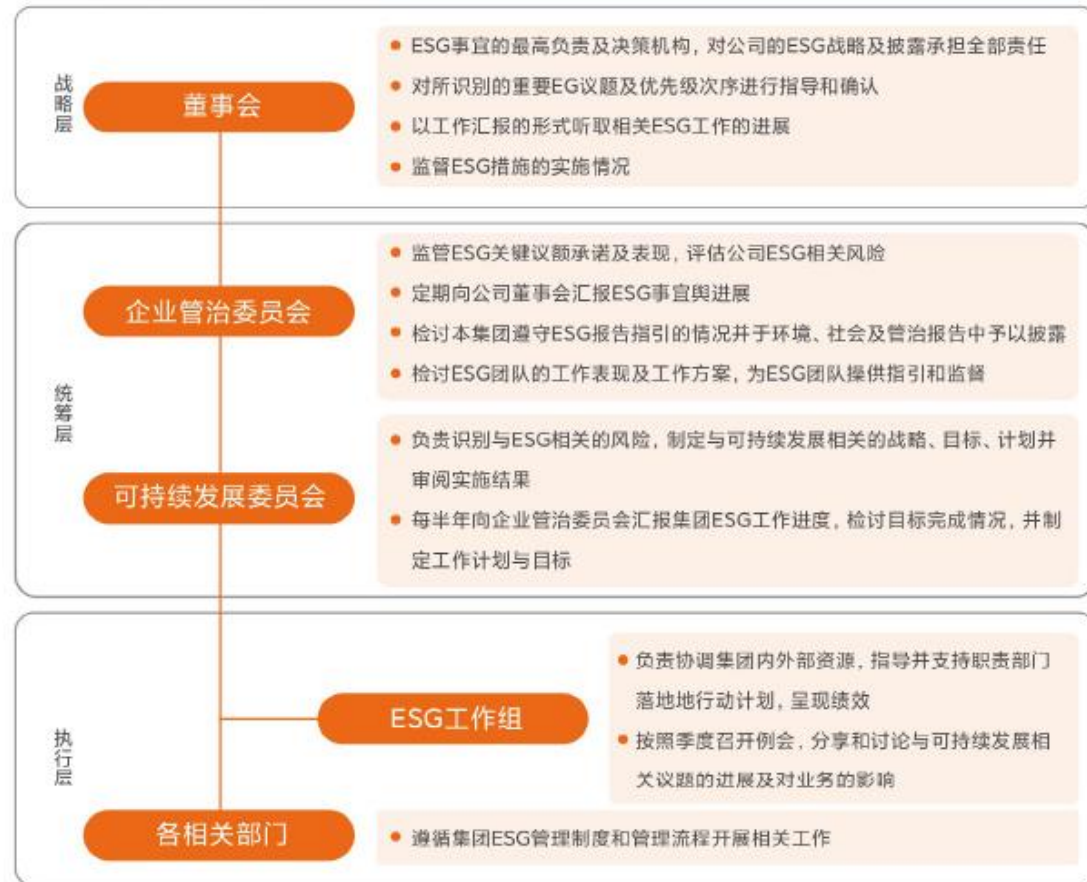 战略层
董事会
ESG事宜的最高负责及决策机构，对公司的ESG战略及披露承担全部责任
对所识别的重要EG议题及优先级次序进行指导和确认
以工作汇报的形式听取相关ESG工作的进展
监督ESG措施的实施情况
统筹层
企业管治委员会
监管ESG关键议额承诺及表现，评估公司ESG相关风险
定期向公司董事会汇报ESG事宜舆进展
检讨本集团遵守ESG报告指引的情况并于环境、社会及管治报告中予以披露
检讨ESG团队的工作表现及工作方案，为ESG团队操供指引和监督
可持续发展委员会
负贵识别与ESG相关的风险，制定与可持续发展相关的战略、目标、计划并
审阅实施结果
每半年向企业管治委员会汇报集团ESG工作进度，检讨目标完成情况，并制
定工作计划与目标
执行层
ESG工作组
负责协调集团内外部资源，指导并支持职责部门
落地地行动计划，呈现绩效
按照季度召开例会，分享和讨论与可持续发展相
关议题的进展及对业务的影响
各相关部门
遵循集团ESG管理制度和管理流程开展相关工作